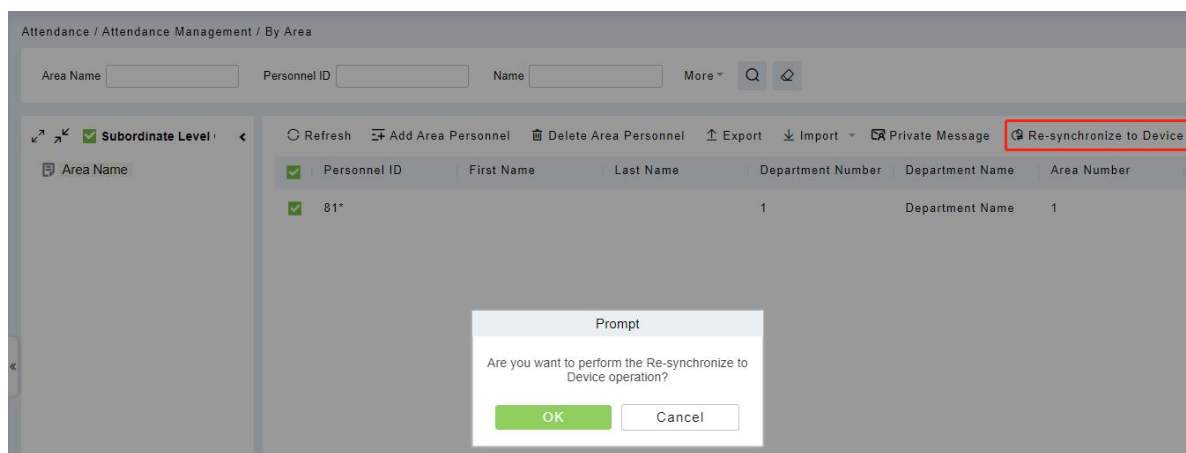 Attendance / Attendance Management / By Area
Area Name Personnel ID Name More
Subordinate Level
Refresh Add Area Personnel Delete Area Personnel Export Import Private Message Re-synchronize to Device
Area Name
Personnel ID First Name Last Name Department Number Department Name Area Number
81* 1 Department Name 1
Prompt
Are you want to perform the Re-synchronize to
Device operation?
OK Cancel